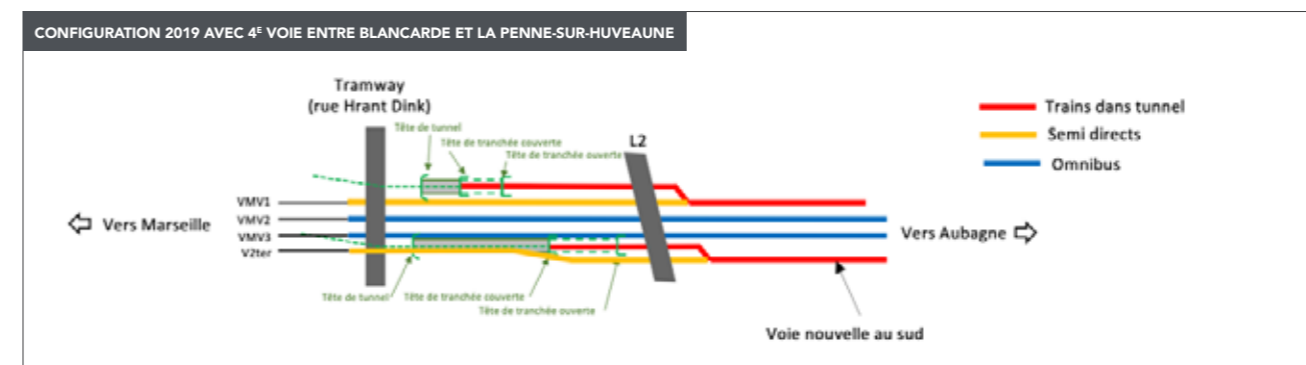 CONFIGURATION 2019 AVEC 4E VOIE ENTRE BLANCARDE ET LA PENNE-SUR-HUVEAUNE
Tramway
(rue Hrant Dink)
Tête de tunnel
Tête de tranchée couverte
Tête de tranchée ouverte
L2
Trains dans tunnel
Semi directs
Omnibus
VMV1
VMV2
VMV3
V2ter
Vers Marseille
Vers Aubagne
Tête de tunnel
Tête de tranchée couverte
Tête de tranchée ouverte
Voie nouvelle au sud